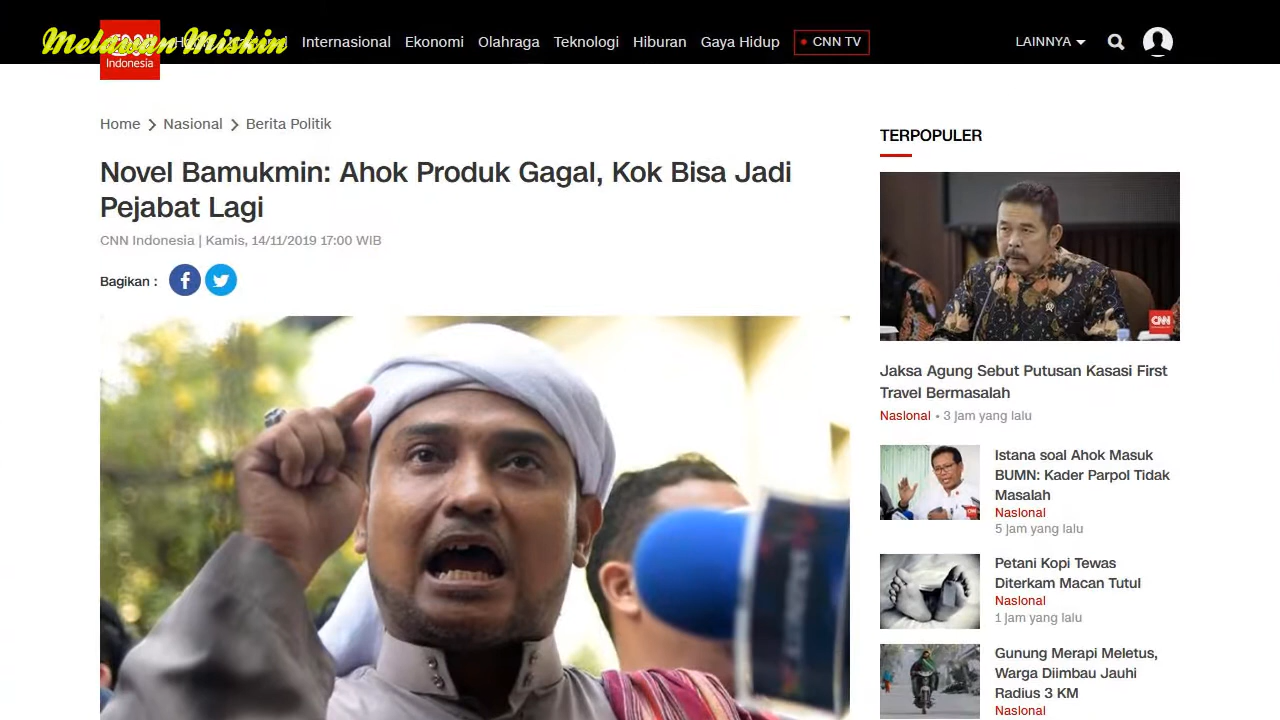 Melawan Miskin
Indonesia
Internasional Ekonomi Olahraga Teknologi Hiburan Gaya Hidup CNN TV LAINNYA
Home Nasional Berita Politik
Novel Bamukmin: Ahok Produk Gagal, Kok Bisa Jadi
Pejabat Lagi
CNN Indonesia | Kamis, 14/11/2019 17:00 WIB
Bagikan :
TERPOPULER
CNN
Jaksa Agung Sebut Putusan Kasasi First
Travel Bermasalah
Nasional • 3 jam yang lalu
Istana soal Ahok Masuk
BUMN: Kader Parpol Tidak
Masalah
Nasional
5 jam yang lalu
Petani Kopi Tewas
Diterkam Macan Tutul
Nasional
1 jam yang lalu
Gunung Merapi Meletus,
Warga Diimbau Jauhi
Radius 3 KM
Nasional